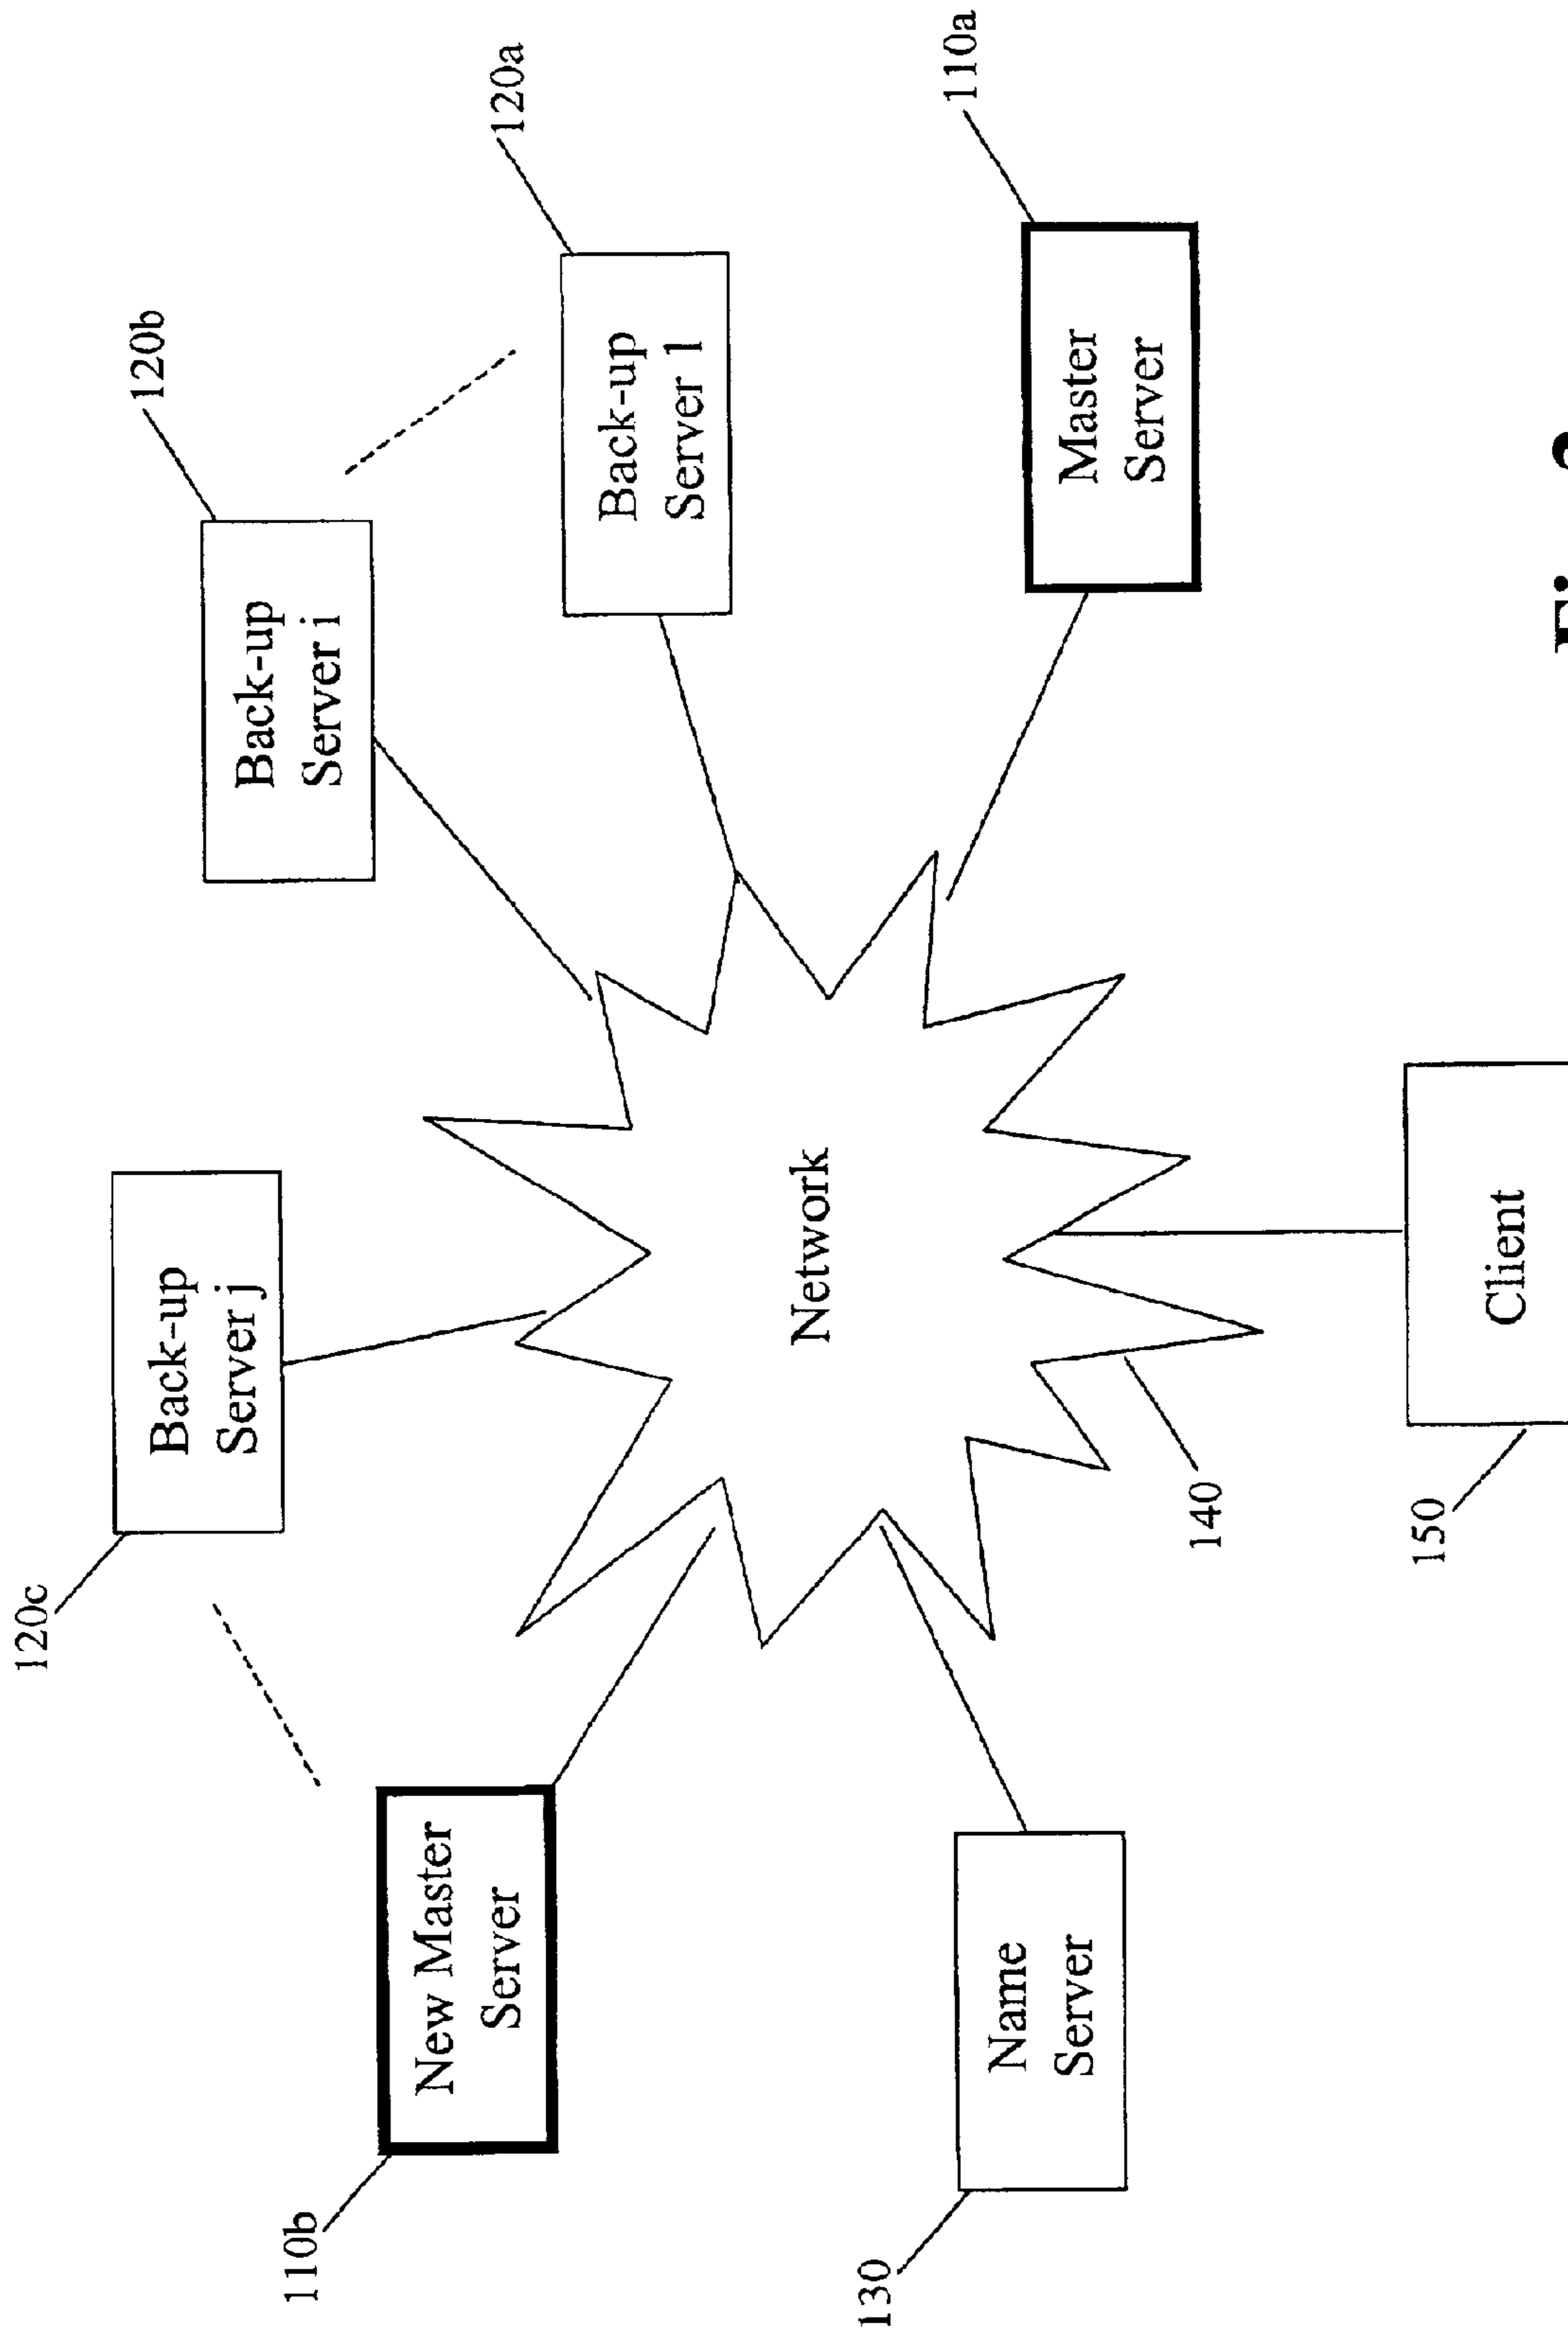 120c
Back-up
Server j
120b
Back-up
Server i
120a
Back-up
Server 1
110b
New Master
Server
Network
110a
Master
Server
130
Name
Server
140
150
Client